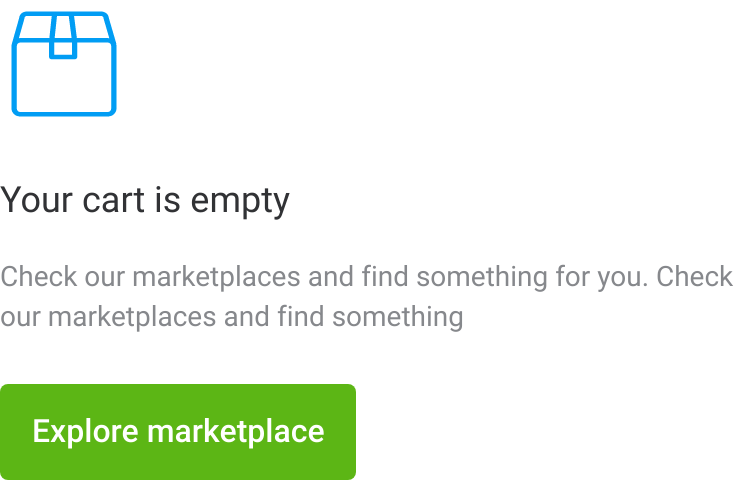 Your cart is empty
Check our marketplaces and find something for you. Check
our marketplaces and find something
Explore marketplace